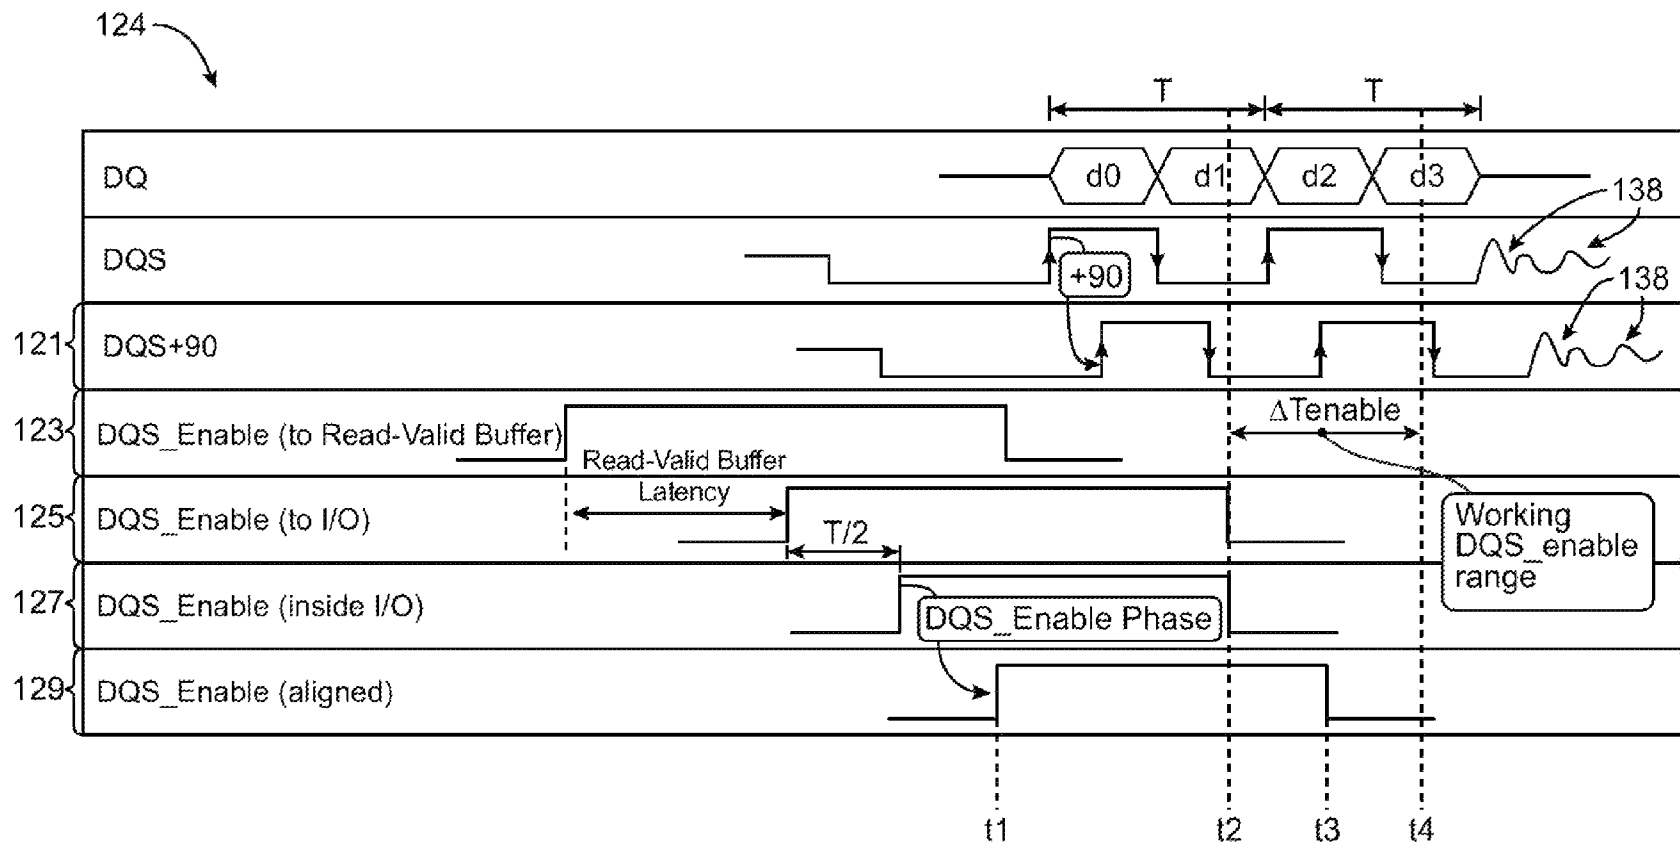 124
T
T
DQ
d0
d1
d2
d3
138
DQS
+90
138
121
DQS+90
123
DQS_Enable (to Read-Valid Buffer)
ΔTenable
Read-Valid Buffer
Latency
125
DQS_Enable (to I/O)
T/2
Working
DQS_enable
range
127
DQS_Enable (inside I/O)
DQS_Enable Phase
129
DQS_Enable (aligned)
t1
t2
t3
t4